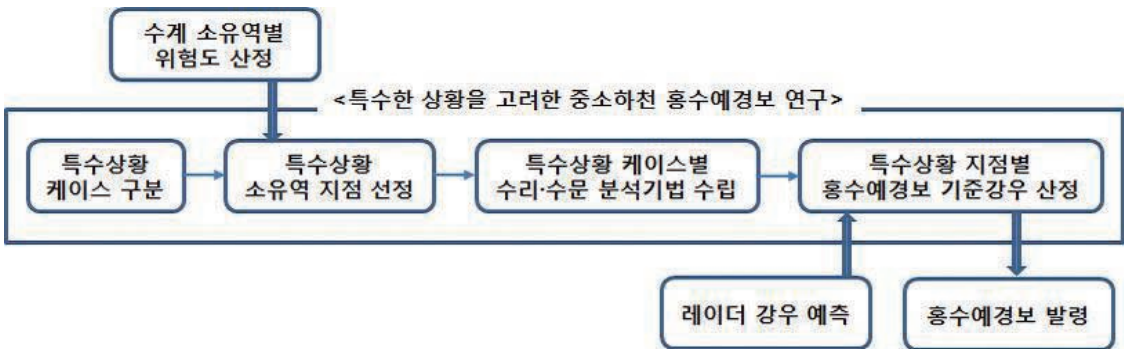 수계 소유역별
위험도 산정
<특수한 상황을 고려한 중소하천 홍수예경보 연구>
특수상황
케이스 구분
특수상황
소유역 지점 선정
특수상황 케이스별
수리·수문 분석기법 수립
특수상황 지점별
홍수예경보 기준강우 산정
레이더 강우 예측
홍수예경보 발령